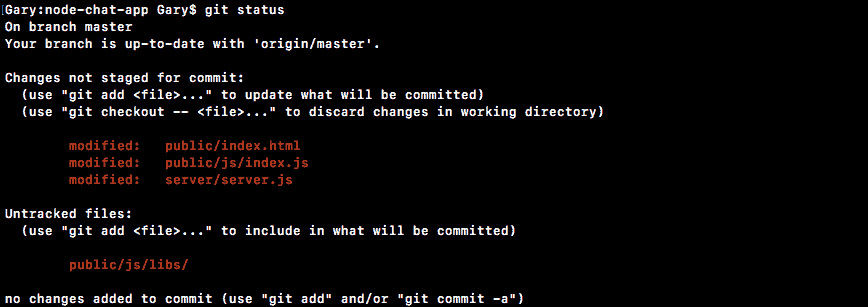 Gary:node-chat-app Gary$ git status
On branch master
Your branch is up-to-date with 'origin/master'.
Changes not staged for commit:
(use "git add <file>..." to update what will be committed)
(use "git checkout -- <file>..." to discard changes in working directory)
modified: public/index.html
modified: public/js/index.js
modified: server/server.js
Untracked files:
(use "git add <file>..." to include in what will be committed)
public/js/libs/
no changes added to commit (use "git add" and/or "git commit -a")